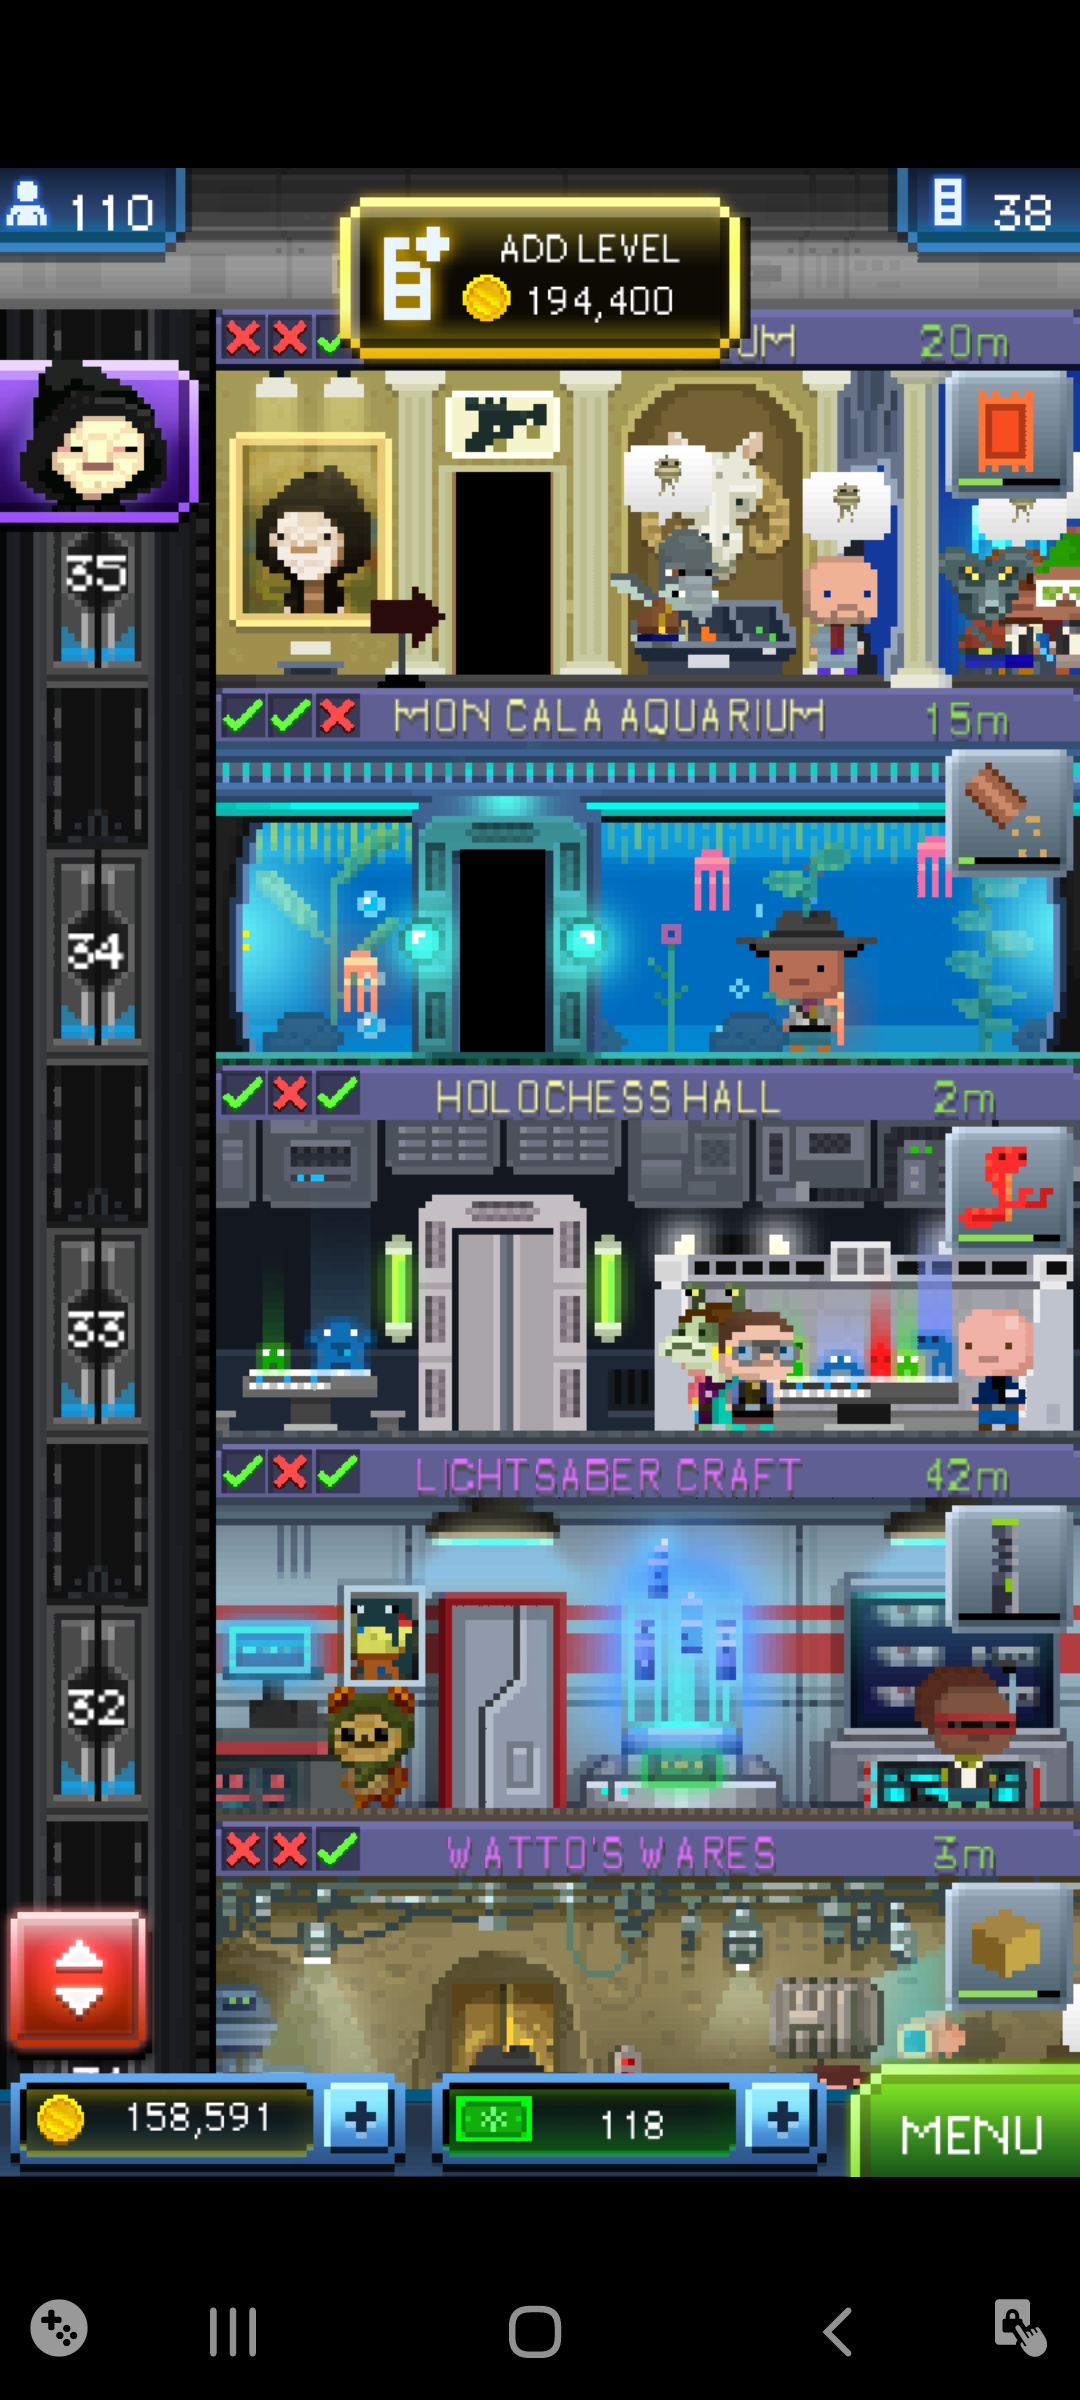 110
ADD LEVEL
194,400
38
UM 20m
35
MON CALA AQUARIUM 15m
34
HOLOCHESS HALL 2m
33
LIGHTSABER CRAFT 42m
32
WATTO'S WARES 3m
158,591
118
MENU